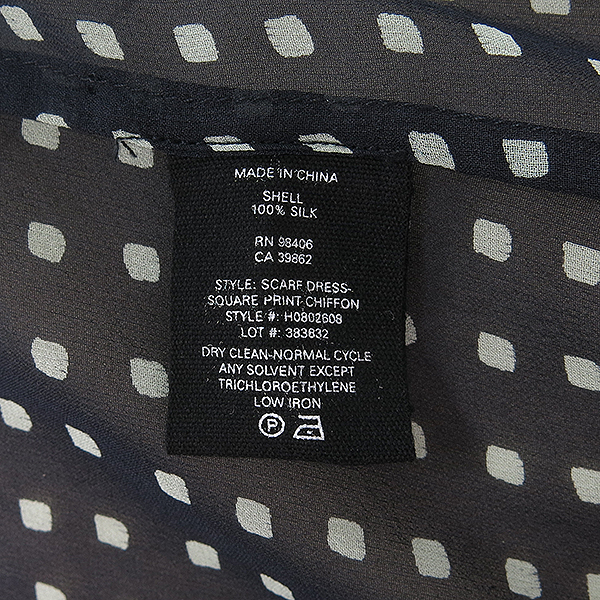 MADE IN CHINA
SHELL
100% SILK
RN 98406
CA 39862
STYLE: SCARF DRESS-
SQUARE PRINT CHIFFON
STYLE #: H0802608
LOT #: 383832
DRY CLEAN-NORMAL CYCLE
ANY SOLVENT EXCEPT
TRICHLOROETHYLENE
LOW IRON
P